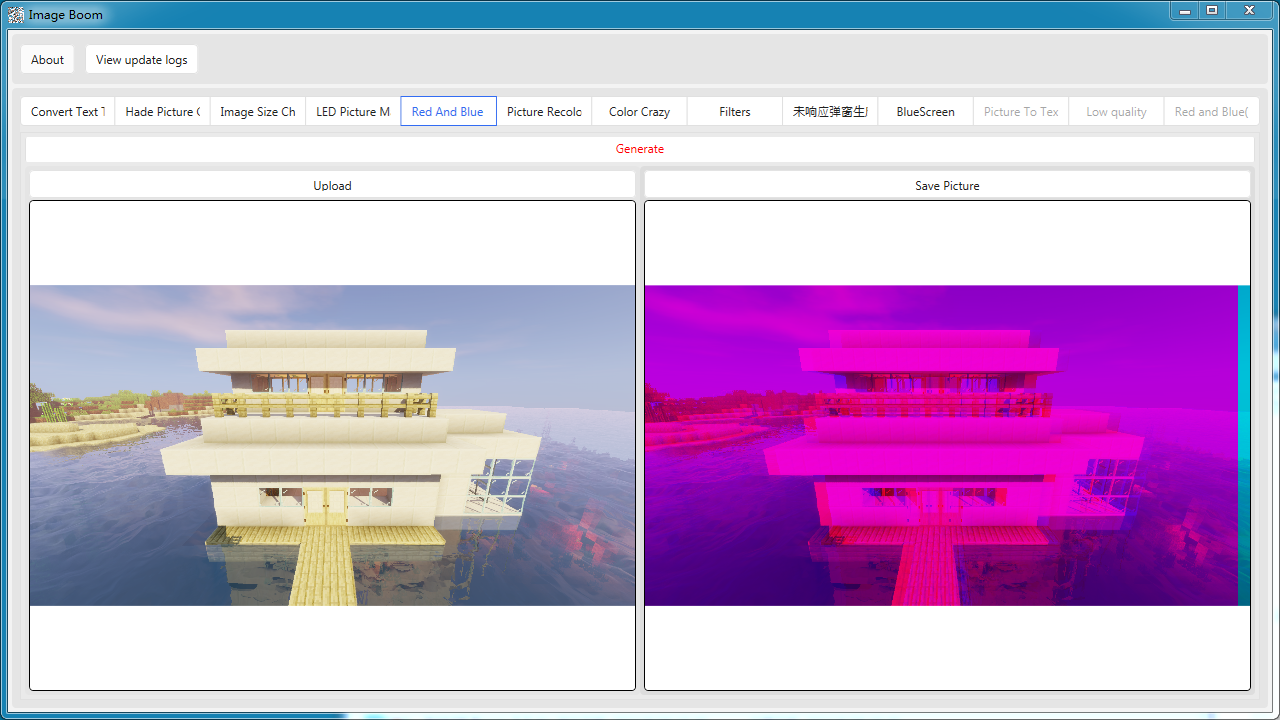 Image Boom
About
View update logs
Convert Text
Hade Picture
Image Size Ch
LED Picture M
Red And Blue
Picture Recolo
Color Crazy
Filters
未响应弹窗生
BlueScreen
Picture To Tex
Low quality
Red and Blue(
Generate
Upload
Save Picture